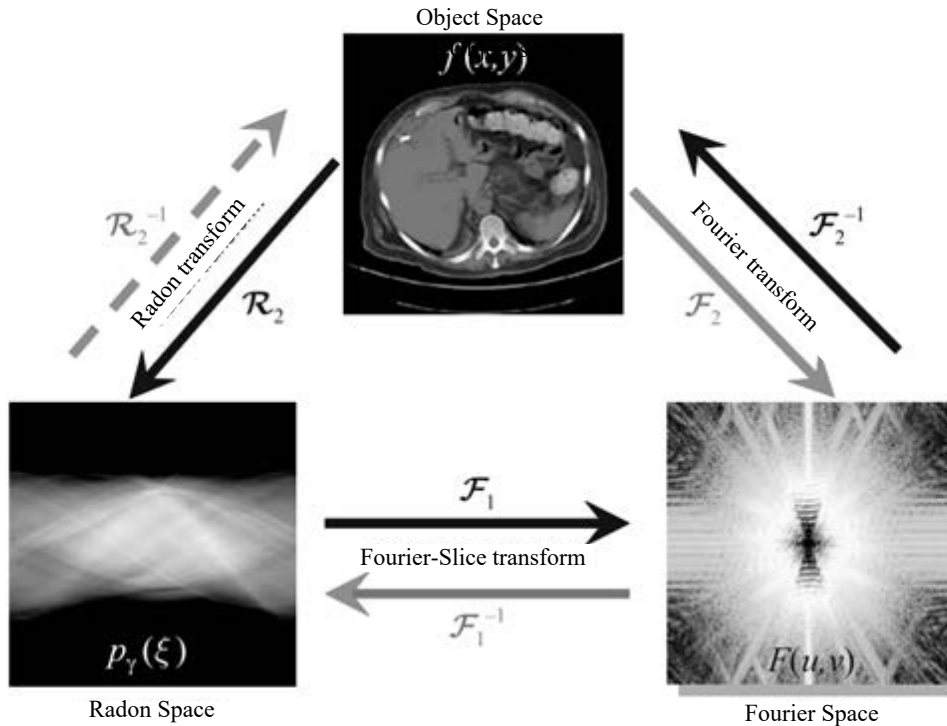 Object Space
f(x,y)
ℛ₂⁻¹
Radon transform
ℛ₂
Fourier transform
ℱ₂⁻¹
ℱ₂
ℱ₁
Fourier-Slice transform
ℱ₁⁻¹
pᵧ(ξ)
F(u,v)
Radon Space
Fourier Space